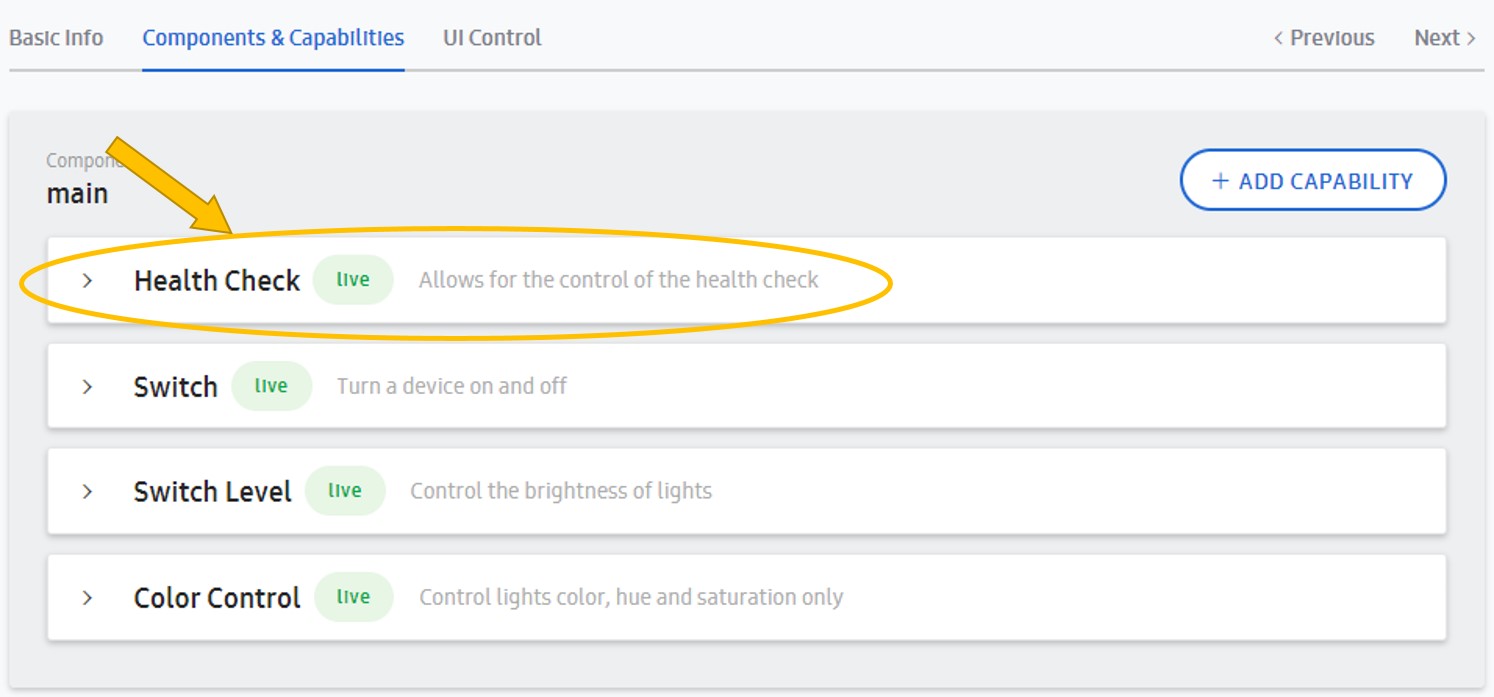 Basic Info Components & Capabilities UI Control < Previous Next >
main
+ ADD CAPABILITY
> Health Check live Allows for the control of the health check
> Switch live Turn a device on and off
> Switch Level live Control the brightness of lights
> Color Control live Control lights color, hue and saturation only